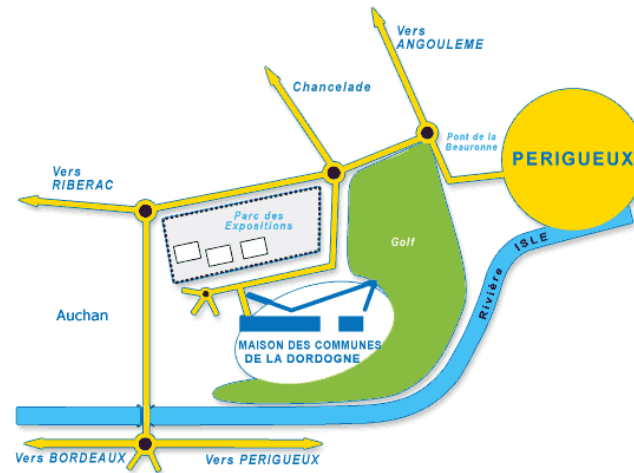 Vers
ANGOULEME
Chancelade
Pont de la
Beauronne
PERIGUEUX
Vers
RIBERAC
Parc des
Expositions
Golf
Rivière ISLE
Auchan
MAISON DES COMMUNES
DE LA DORDOGNE
Vers BORDEAUX
Vers PERIGUEUX